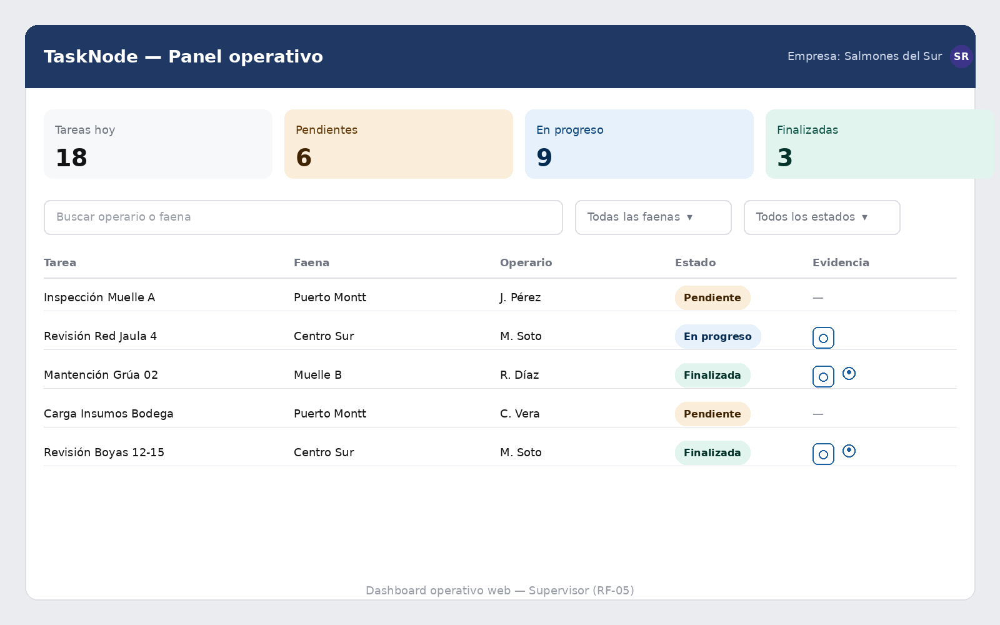 TaskNode — Panel operativo
Empresa: Salmones del Sur SR
Tareas hoy Pendientes En progreso Finalizadas
18 6 9 3
Buscar operario o faena Todas las faenas ▾ Todos los estados ▾
Tarea Faena Operario Estado Evidencia
Inspección Muelle A Puerto Montt J. Pérez Pendiente —
Revisión Red Jaula 4 Centro Sur M. Soto En progreso
Mantención Grúa 02 Muelle B R. Díaz Finalizada
Carga Insumos Bodega Puerto Montt C. Vera Pendiente —
Revisión Boyas 12-15 Centro Sur M. Soto Finalizada
Dashboard operativo web — Supervisor (RF-05)